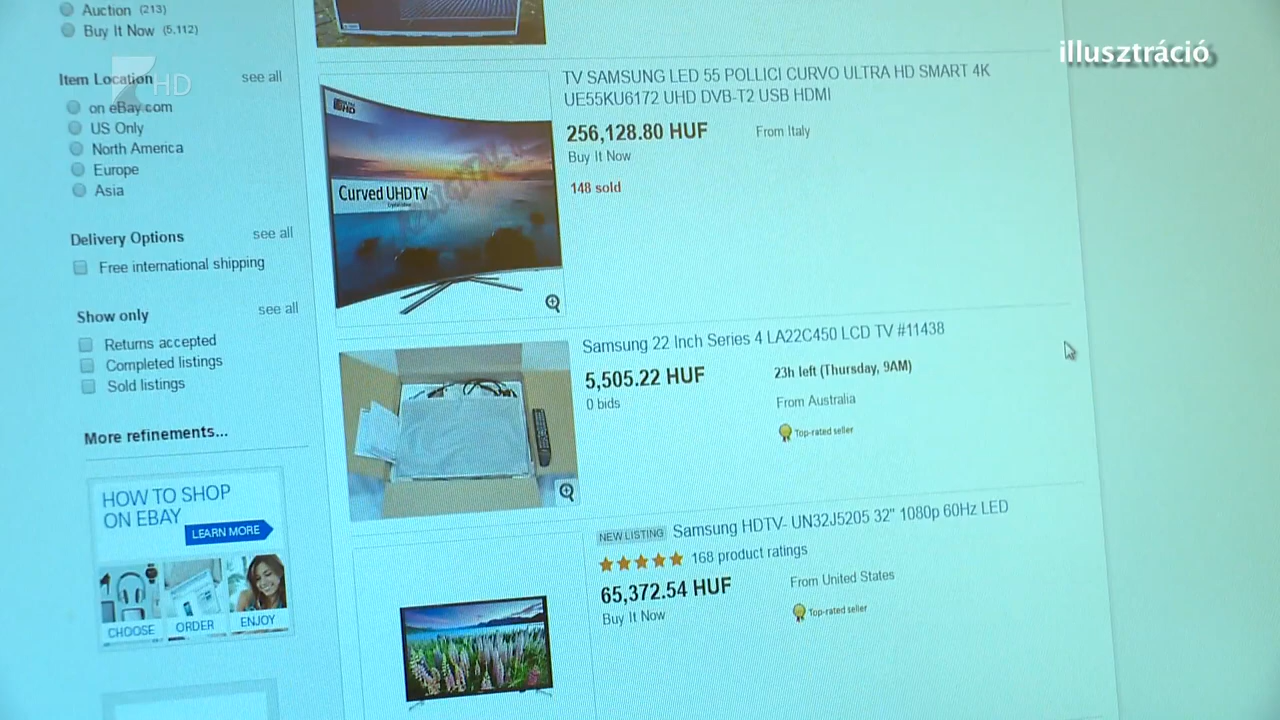 Auction (213)
Buy It Now (5,112)
Item Location see all
on eBay.com
US Only
North America
Europe
Asia
Delivery Options see all
Free international shipping
Show only see all
Returns accepted
Completed listings
Sold listings
More refinements...
HOW TO SHOP
ON EBAY
LEARN MORE
CHOOSE ORDER ENJOY
7HD
illusztráció
TV SAMSUNG LED 55 POLLICI CURVO ULTRA HD SMART 4K
UE55KU6172 UHD DVB-T2 USB HDMI
256,128.80 HUF From Italy
Buy It Now
148 sold
Curved UHD TV
Samsung 22 Inch Series 4 LA22C450 LCD TV #11438
5,505.22 HUF 23h left (Thursday, 9AM)
0 bids From Australia
Top-rated seller
NEW LISTING Samsung HDTV- UN32J5205 32" 1080p 60Hz LED
168 product ratings
65,372.54 HUF From United States
Buy It Now Top-rated seller